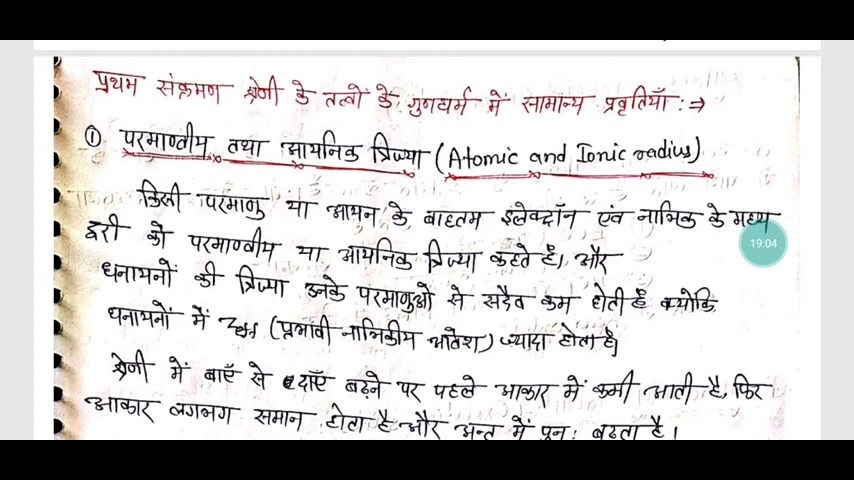 प्रथम संक्रमण श्रेणी के तत्वों के गुणधर्म में सामान्य प्रवृतियाँ :⇒
① परमाण्वीय तथा आयनिक त्रिज्या (Atomic and Ionic radius)
किसी परमाणु या आयन के बाह्यतम इलेक्ट्रॉन एवं नाभिक के मध्य
दूरी को परमाण्वीय या आयनिक त्रिज्या कहते हैं। और
धनायनों की त्रिज्या उनके परमाणुओं से सदैव कम होती है क्योकि
धनायनों में Zeff (प्रभावी नाभिकीय आवेश) ज्यादा होता है।
श्रेणी में बाएँ से दाएँ बढने पर पहले आकार में कमी आती है, फिर
आकार लगभग समान होता है और अन्त में पुनः बढता है।
19:04